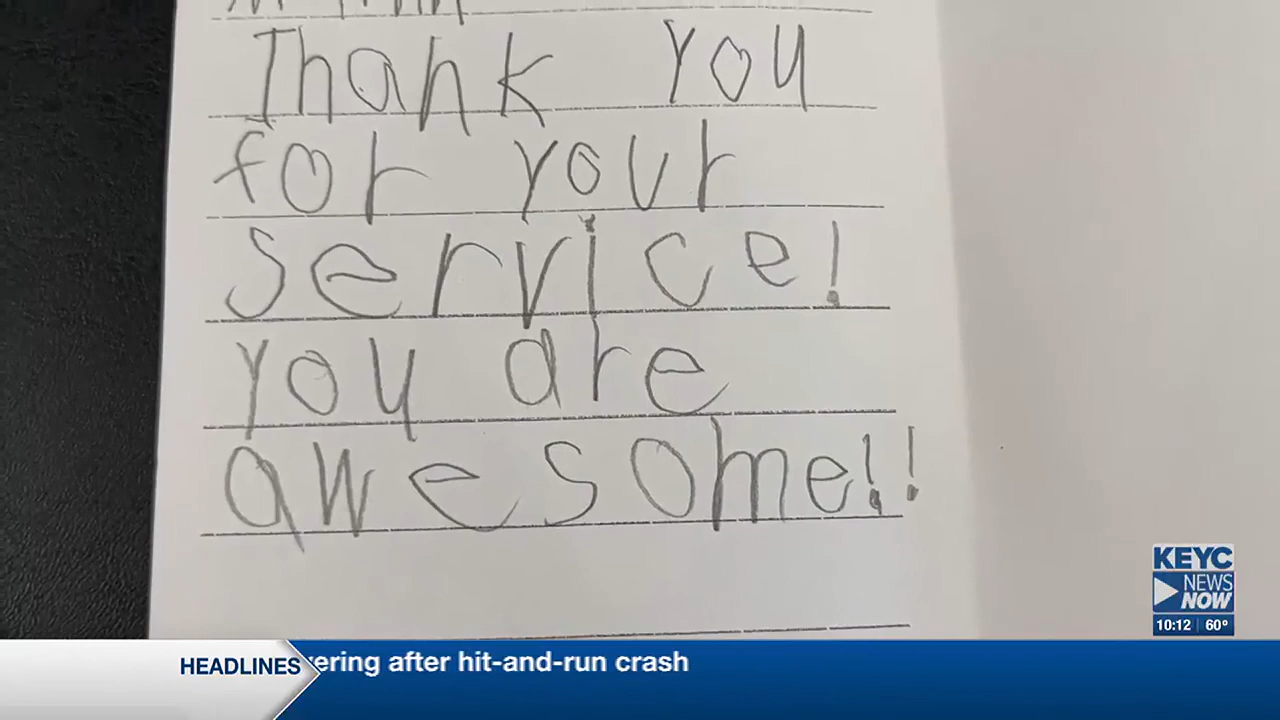 Thank you
for your
service!
you are
awesome!!
KEYC
NEWS
NOW
10:12 60°
HEADLINES vering after hit-and-run crash